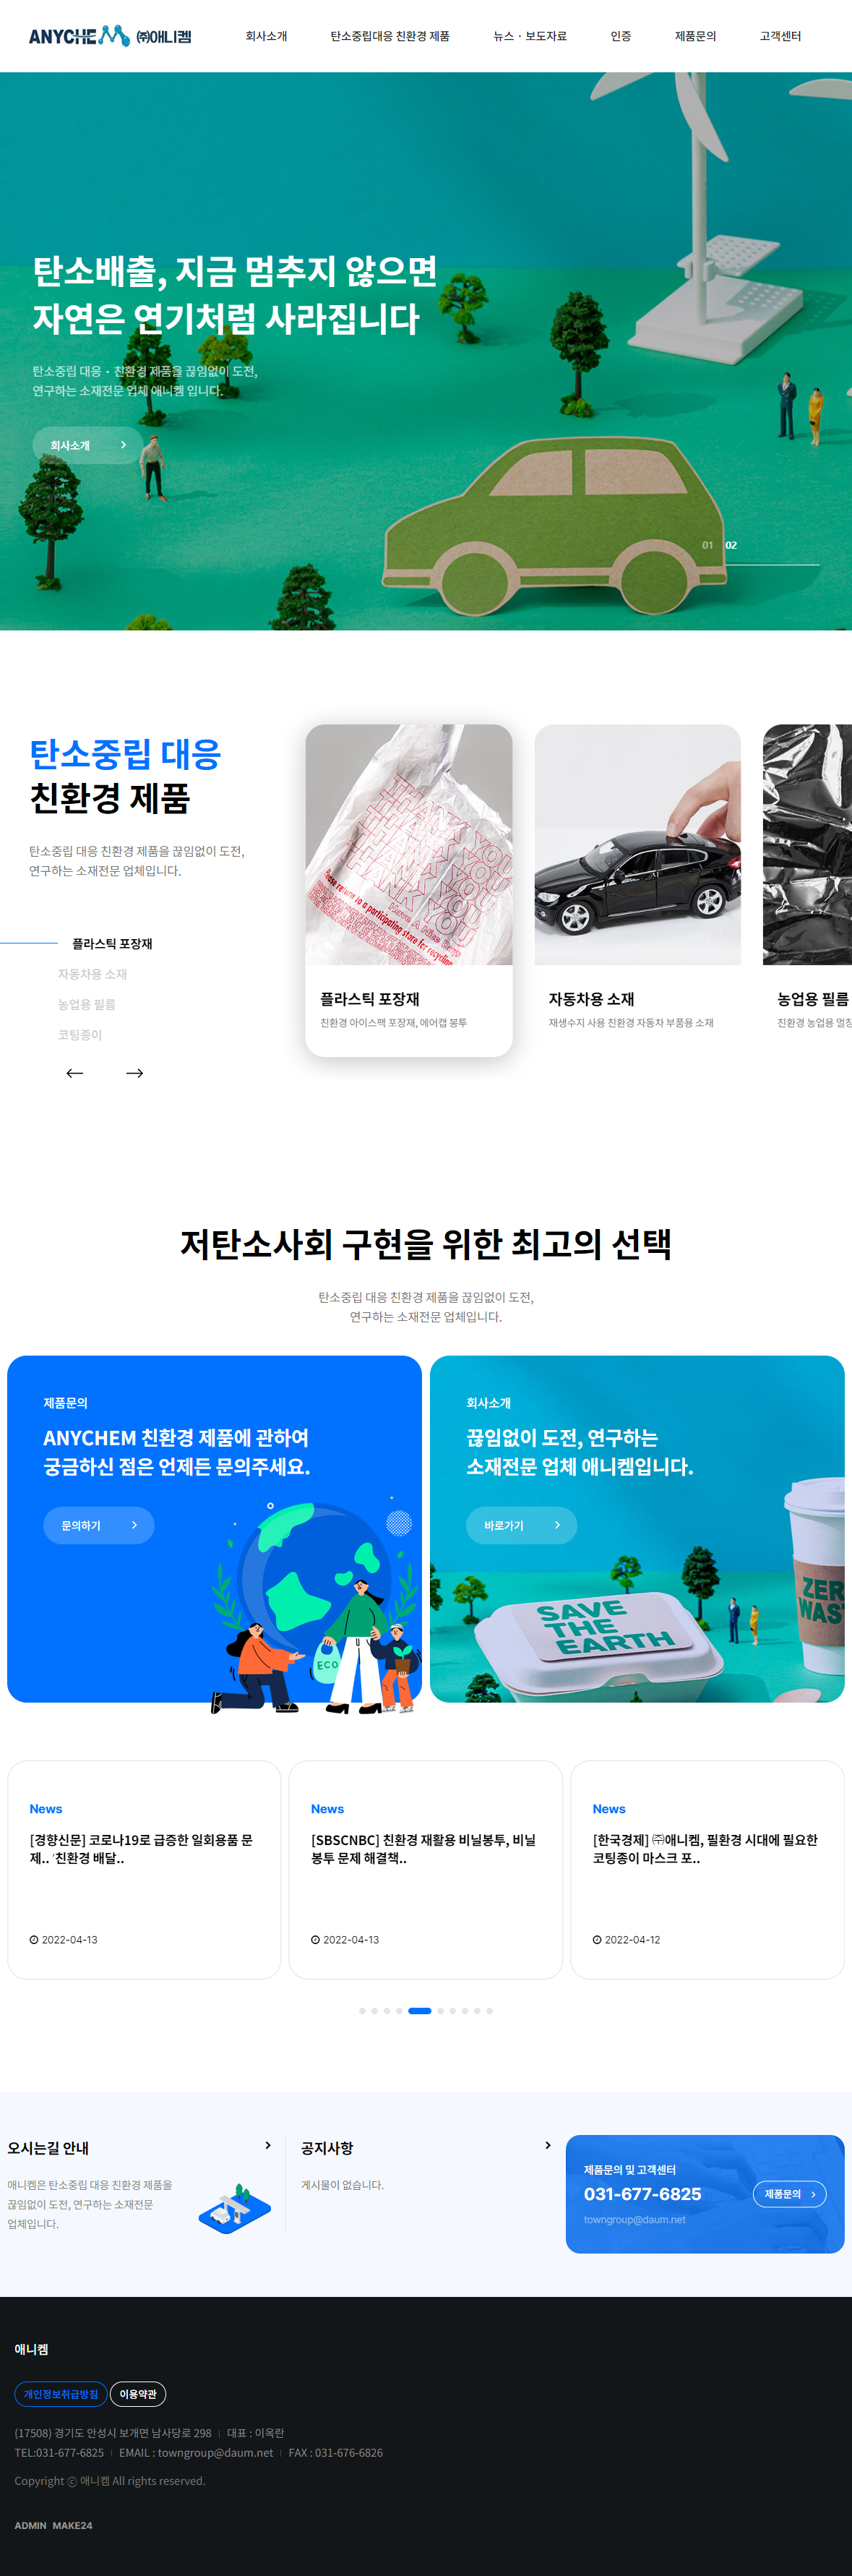 ANYCHEM ㈜애니켐
회사소개 탄소중립대응 친환경 제품 뉴스 · 보도자료 인증 제품문의 고객센터
탄소배출, 지금 멈추지 않으면
자연은 연기처럼 사라집니다
탄소중립 대응 · 친환경 제품을 끊임없이 도전,
연구하는 소재전문 업체 애니켐 입니다.
회사소개
01 02
탄소중립 대응
친환경 제품
탄소중립 대응 친환경 제품을 끊임없이 도전,
연구하는 소재전문 업체입니다.
플라스틱 포장재
자동차용 소재
농업용 필름
코팅종이
THANK YOU
THANK YOU
THANK YOU
THANK YOU
Please return to a participating store for recycling
플라스틱 포장재
친환경 아이스팩 포장재, 에어캡 봉투
자동차용 소재
재생수지 사용 친환경 자동차 부품용 소재
농업용 필름
친환경 농업용 멀칭
저탄소사회 구현을 위한 최고의 선택
탄소중립 대응 친환경 제품을 끊임없이 도전,
연구하는 소재전문 업체입니다.
제품문의
ANYCHEM 친환경 제품에 관하여
궁금하신 점은 언제든 문의주세요.
문의하기
ECO
회사소개
끊임없이 도전, 연구하는
소재전문 업체 애니켐입니다.
바로가기
SAVE
THE
EARTH
ZER
WAS
News
[경향신문] 코로나19로 급증한 일회용품 문
제.. ‘친환경 배달..
2022-04-13
News
[SBSCNBC] 친환경 재활용 비닐봉투, 비닐
봉투 문제 해결책..
2022-04-13
News
[한국경제] ㈜애니켐, 필환경 시대에 필요한
코팅종이 마스크 포..
2022-04-12
오시는길 안내
애니켐은 탄소중립 대응 친환경 제품을
끊임없이 도전, 연구하는 소재전문
업체입니다.
공지사항
게시물이 없습니다.
제품문의 및 고객센터
031-677-6825
towngroup@daum.net
제품문의
애니켐
개인정보취급방침 이용약관
(17508) 경기도 안성시 보개면 남사당로 298 | 대표 : 이옥란
TEL:031-677-6825 | EMAIL : towngroup@daum.net | FAX : 031-676-6826
Copyright ⓒ 애니켐 All rights reserved.
ADMIN MAKE24